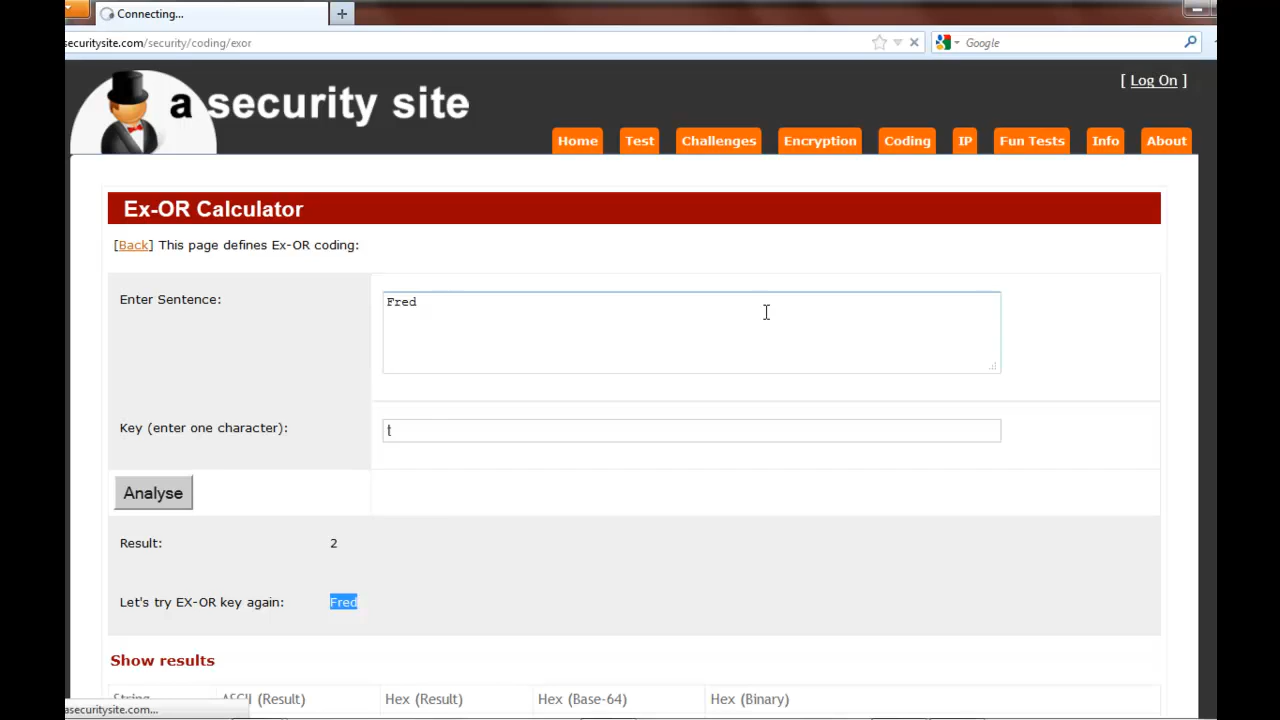 Connecting...
securitysite.com/security/coding/exor
Google
[ Log On ]
a security site
Home Test Challenges Encryption Coding IP Fun Tests Info About
Ex-OR Calculator
[Back] This page defines Ex-OR coding:
Enter Sentence:
Fred
Key (enter one character):
t
Analyse
Result: 2
Let's try EX-OR key again: Fred
Show results
String ASCII (Result) Hex (Result) Hex (Base-64) Hex (Binary)
asecuritysite.com...